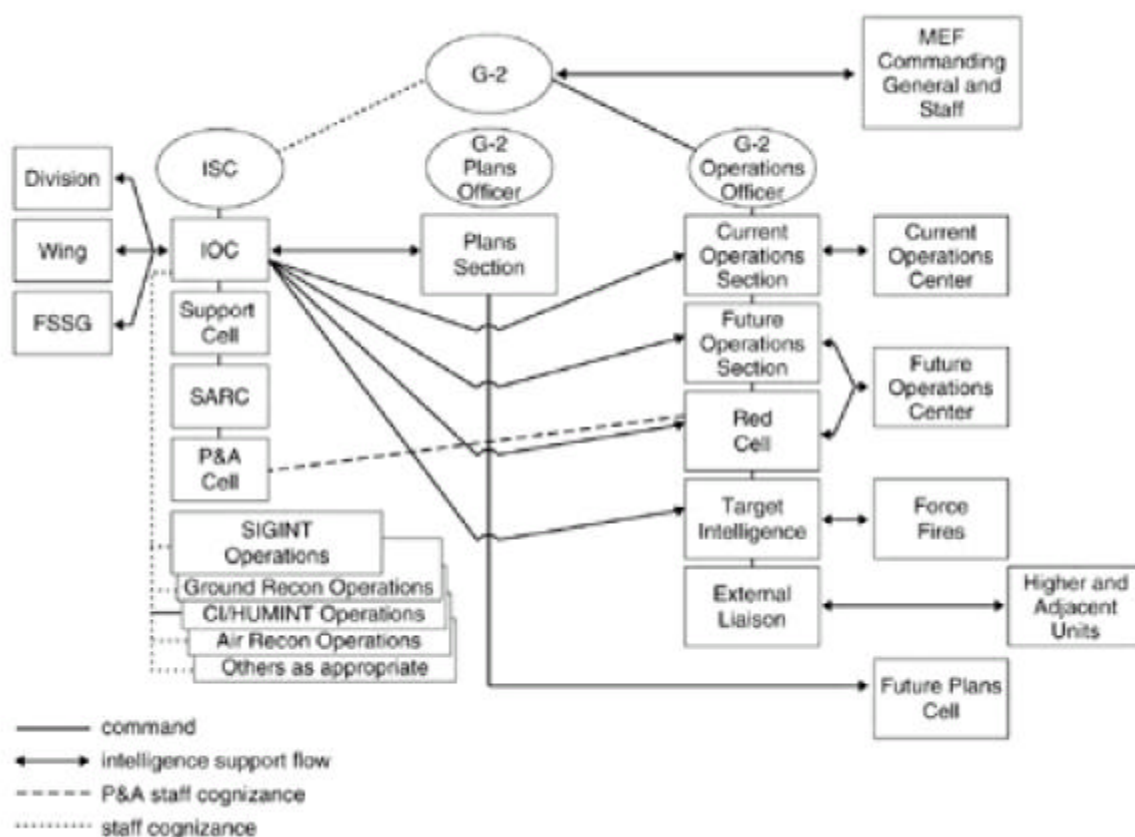 G-2
MEF
Commanding
General and
Staff
ISC
G-2
Plans
Officer
G-2
Operations
Officer
Division
Wing
FSSG
IOC
Plans
Section
Current
Operations
Section
Current
Operations
Center
Support
Cell
Future
Operations
Section
Future
Operations
Center
SARC
Red
Cell
P&A
Cell
Target
Intelligence
Force
Fires
SIGINT
Operations
Ground Recon Operations
CI/HUMINT Operations
Air Recon Operations
Others as appropriate
External
Liaison
Higher and
Adjacent
Units
Future Plans
Cell
command
intelligence support flow
P&A staff cognizance
staff cognizance